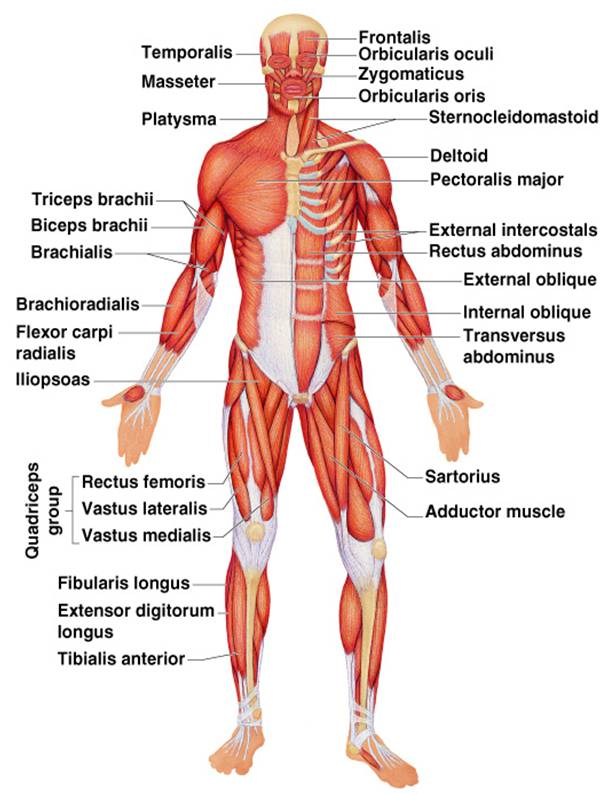 Temporalis
Masseter
Platysma
Frontalis
Orbicularis oculi
Zygomaticus
Orbicularis oris
Sternocleidomastoid
Deltoid
Pectoralis major
Triceps brachii
Biceps brachii
Brachialis
External intercostals
Rectus abdominus
External oblique
Internal oblique
Transversus
abdominus
Brachioradialis
Flexor carpi
radialis
Iliopsoas
Quadriceps
group
Rectus femoris
Vastus lateralis
Vastus medialis
Sartorius
Adductor muscle
Fibularis longus
Extensor digitorum
longus
Tibialis anterior